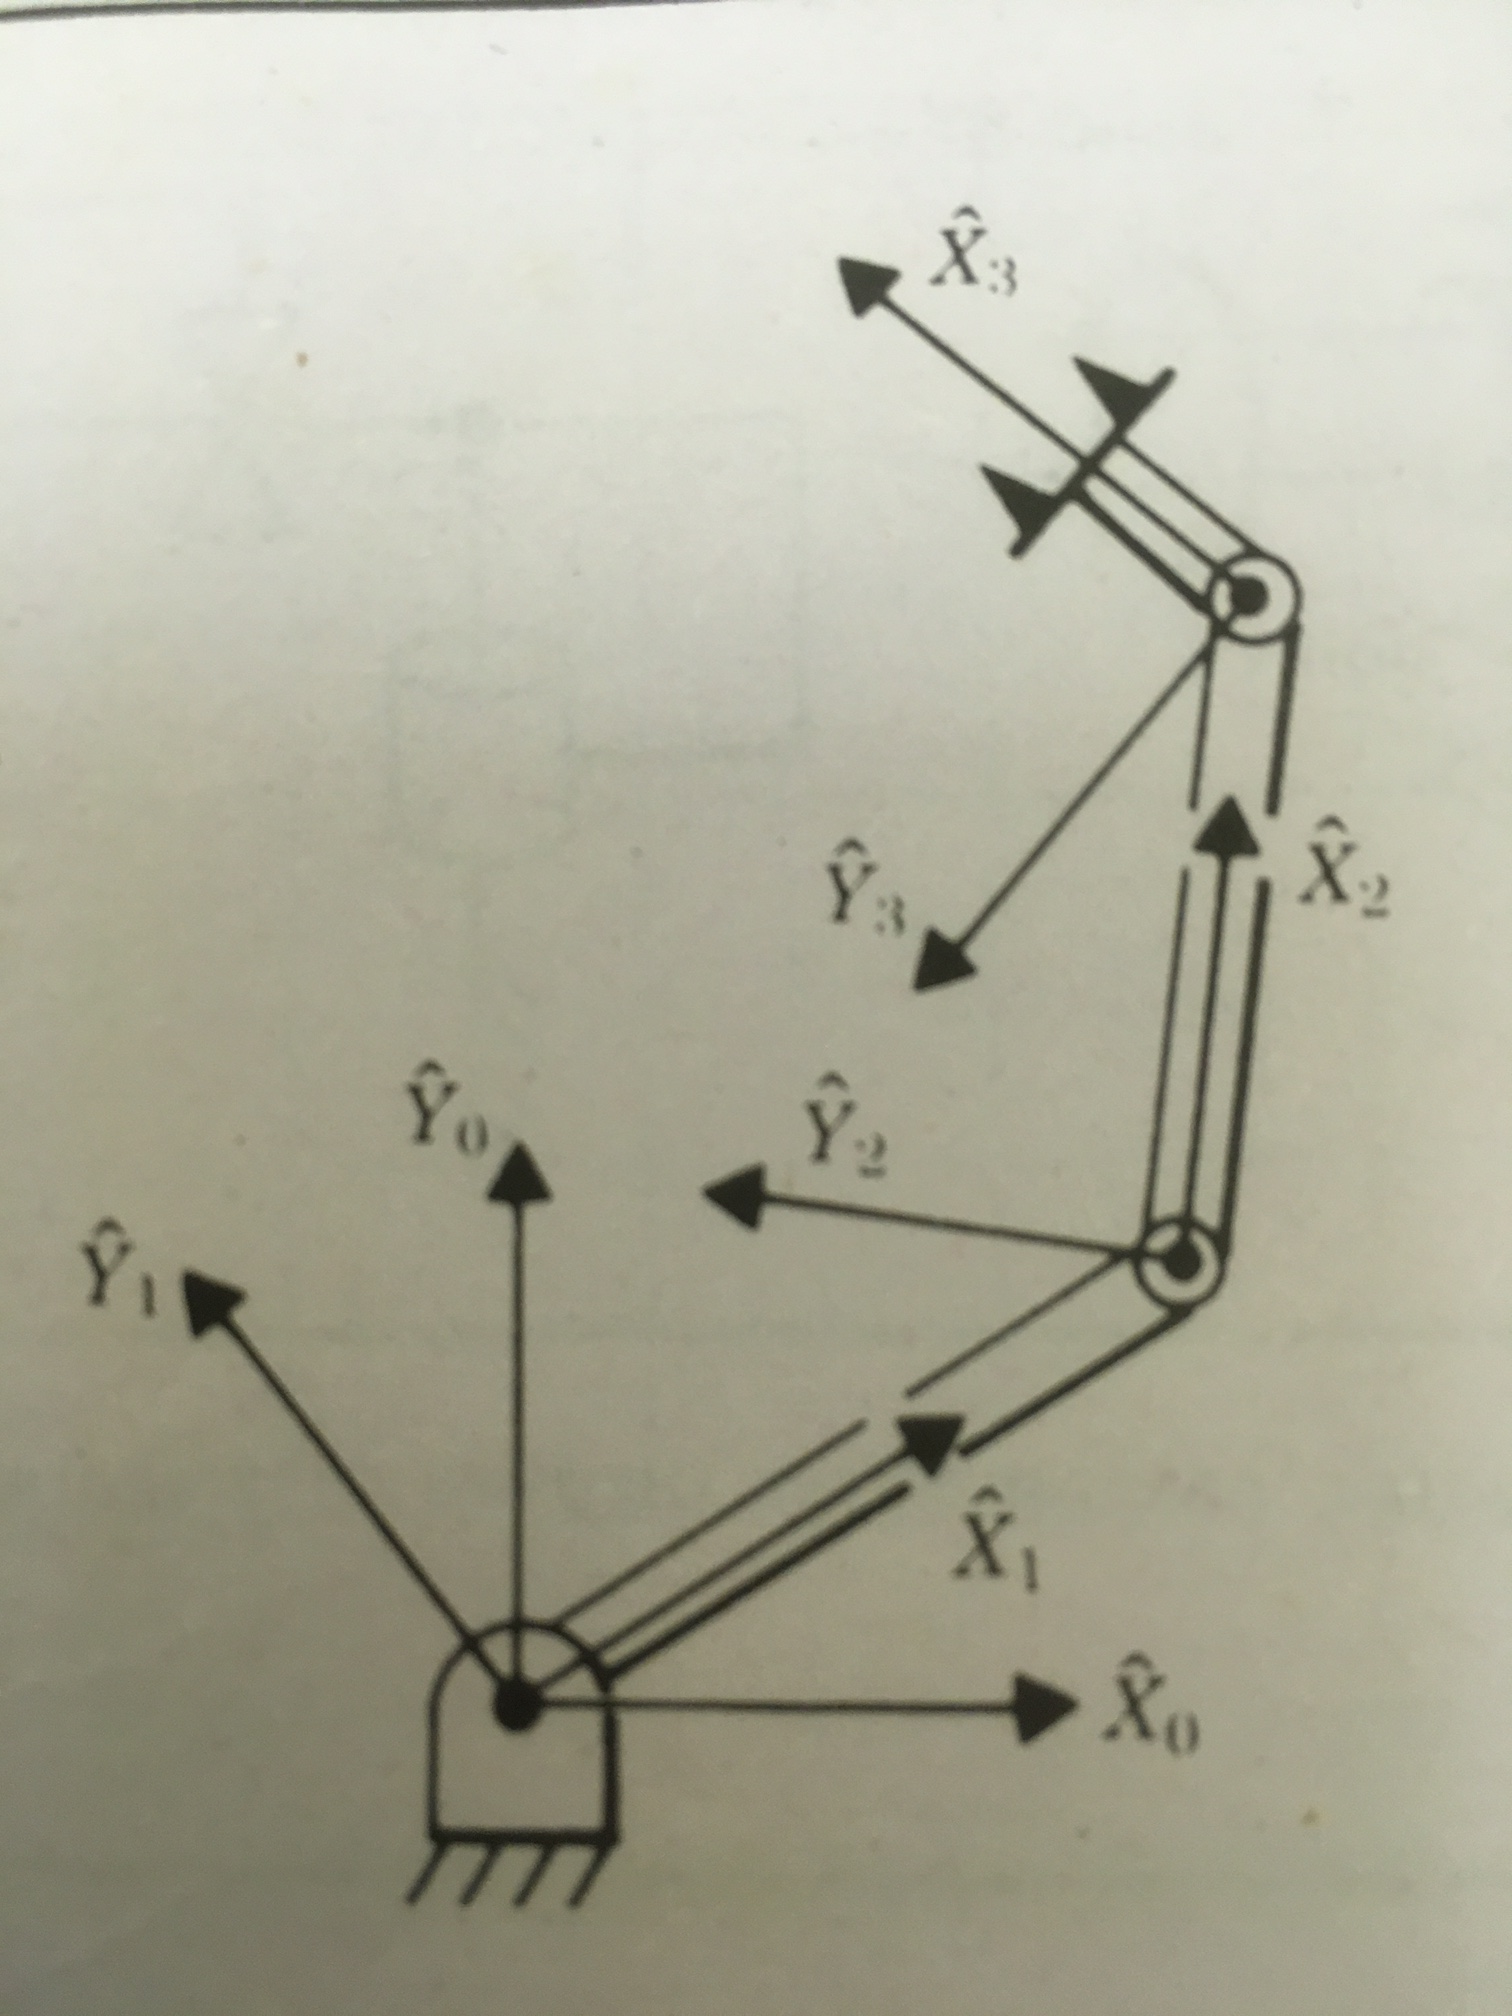 X̂₃
X̂₂
Ŷ₃
Ŷ₂
Ŷ₀
Ŷ₁
X̂₁
X̂₀